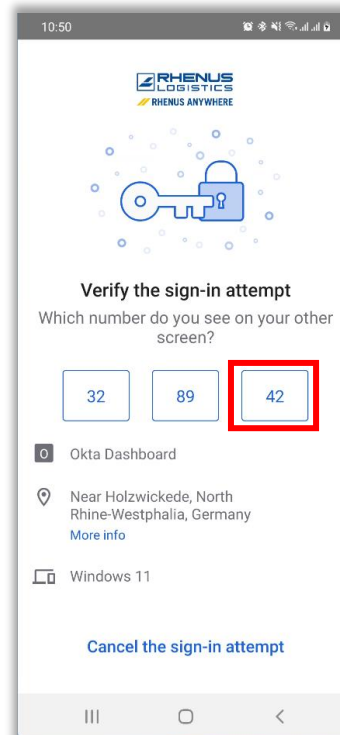 10:50
RHENUS
LOGISTICS
RHENUS ANYWHERE
Verify the sign-in attempt
Which number do you see on your other
screen?
32 89 42
O Okta Dashboard
Near Holzwickede, North
Rhine-Westphalia, Germany
More info
Windows 11
Cancel the sign-in attempt